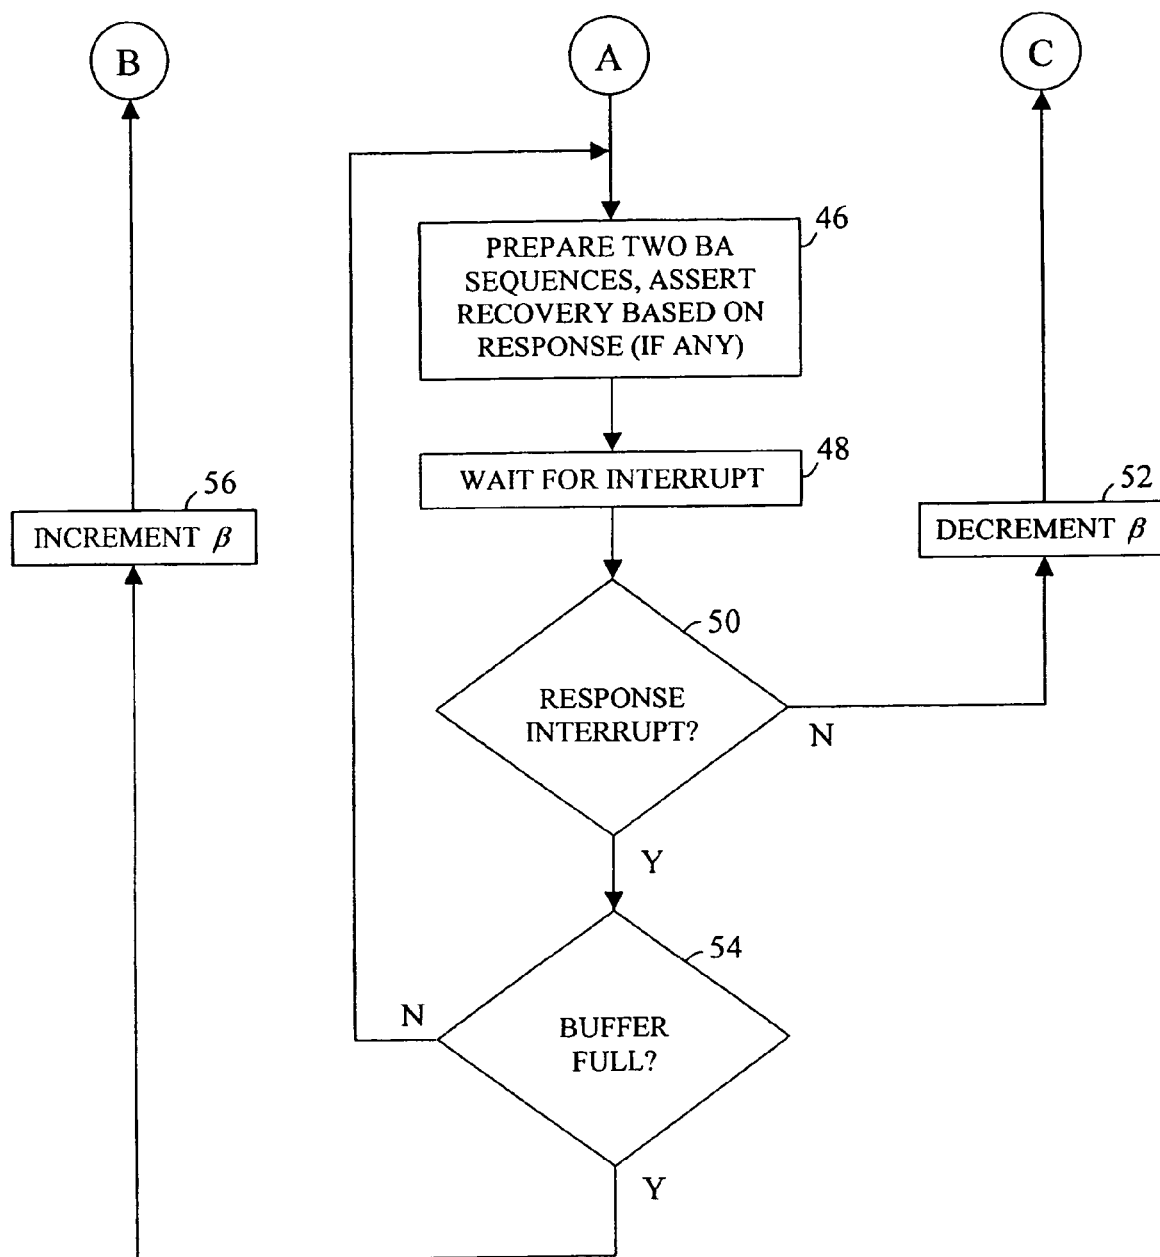 B
A
C
46
PREPARE TWO BA
SEQUENCES, ASSERT
RECOVERY BASED ON
RESPONSE (IF ANY)
48
WAIT FOR INTERRUPT
56
INCREMENT β
52
DECREMENT β
50
RESPONSE
INTERRUPT?
N
Y
54
N
BUFFER
FULL?
Y